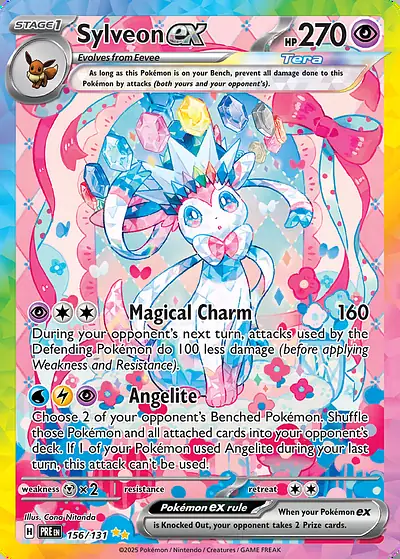 STAGE 1
Sylveon ex
HP 270
Evolves from Eevee
Tera
As long as this Pokémon is on your Bench, prevent all damage done to this
Pokémon by attacks (both yours and your opponent's).
Magical Charm 160
During your opponent's next turn, attacks used by the
Defending Pokémon do 100 less damage (before applying
Weakness and Resistance).
Angelite
Choose 2 of your opponent's Benched Pokémon. Shuffle
those Pokémon and all attached cards into your opponent's
deck. If 1 of your Pokémon used Angelite during your last
turn, this attack can't be used.
weakness ×2 resistance retreat
Illus. Cona Nitanda
Pokémon ex rule
When your Pokémon ex
is Knocked Out, your opponent takes 2 Prize cards.
H PRE EN 156/131
©2025 Pokémon / Nintendo / Creatures / GAME FREAK